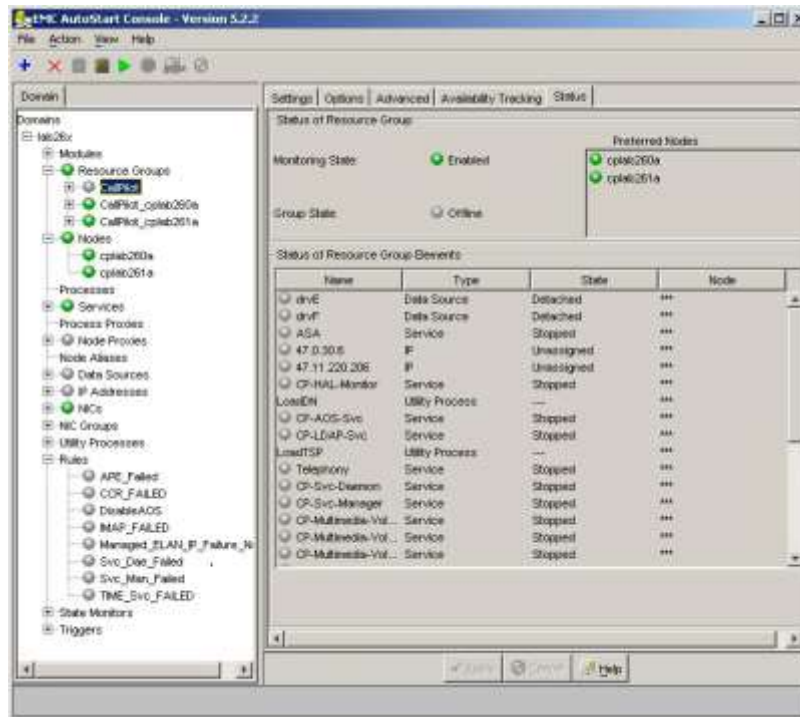 EMC AutoStart Console - Version 5.2.2
File Action View Help
Domain
Domains
lab26x
Modules
Resource Groups
CallPilot
CallPilot_cplab260a
CallPilot_cplab261a
Nodes
cplab260a
cplab261a
Processes
Services
Process Proxies
Node Proxies
Node Aliases
Data Sources
IP Addresses
NICs
NIC Groups
Utility Processes
Rules
APE_Failed
CCR_FAILED
DisableAOS
IMAP_FAILED
Managed_ELAN_IP_Failure_N
Svc_Dae_Failed
Svc_Man_Failed
TIME_Svc_FAILED
State Monitors
Triggers
Settings Options Advanced Availability Tracking Status
Status of Resource Group
Preferred Nodes
Monitoring State: Enabled
cplab260a
cplab261a
Group State: Offline
Status of Resource Group Elements
Name Type State Node
drvE Data Source Detached ***
drvF Data Source Detached ***
ASA Service Stopped ***
47.0.30.6 IP Unassigned ***
47.11.220.206 IP Unassigned ***
CP-HAL-Monitor Service Stopped ***
LoadDN Utility Process --- ***
CP-AOS-Svc Service Stopped ***
CP-LDAP-Svc Service Stopped ***
LoadTSP Utility Process --- ***
Telephony Service Stopped ***
CP-Svc-Daemon Service Stopped ***
CP-Svc-Manager Service Stopped ***
CP-Multimedia-Vol... Service Stopped ***
CP-Multimedia-Vol... Service Stopped ***
CP-Multimedia-Vol... Service Stopped ***
Help